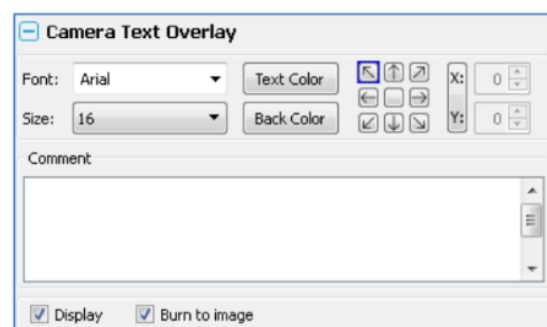 Camera Text Overlay
Font: Arial Text Color X: 0
Size: 16 Back Color Y: 0
Comment
Display Burn to image